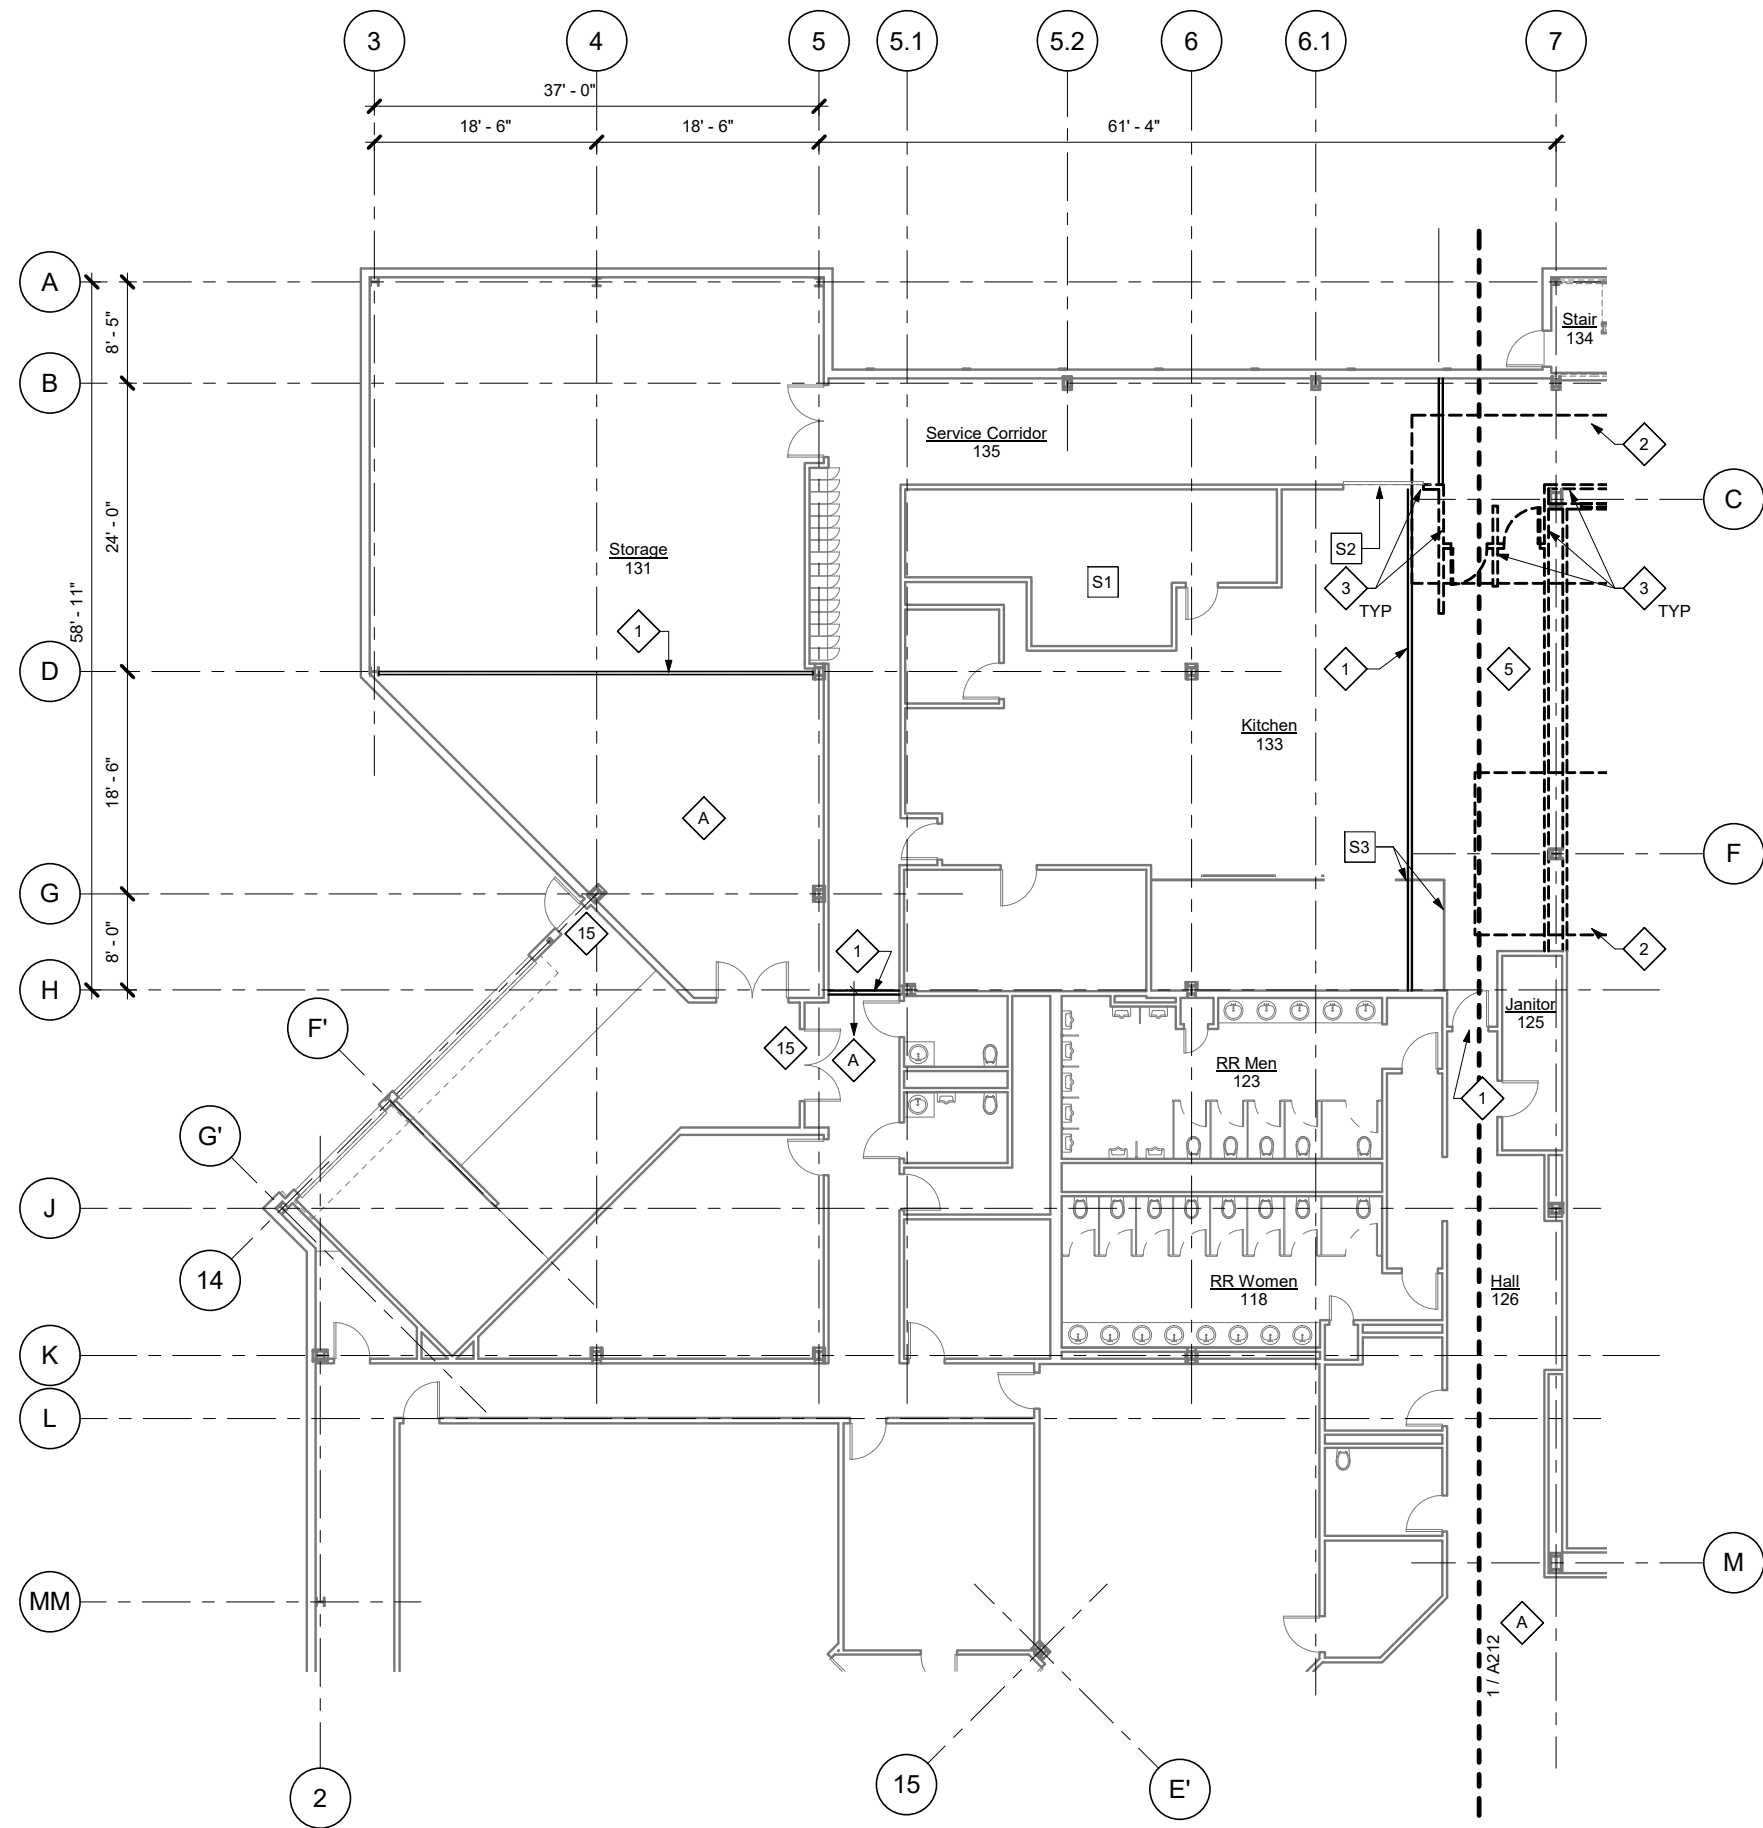 3
4
5
5.1
5.2
6
6.1
7
37' - 0"
18' - 6"
18' - 6"
61' - 4"
A
8' - 5"
Stair
134
B
Service Corridor
135
2
C
24' - 0"
Storage
131
S2
S1
3
TYP
3
TYP
58' - 11"
1
D
1
5
Kitchen
133
18' - 6"
A
S3
F
G
15
8' - 0"
1
2
H
Janitor
125
F'
15
A
RR Men
123
1
G'
J
14
RR Women
118
Hall
126
K
L
M
MM
A
1 / A212
15
E'
2